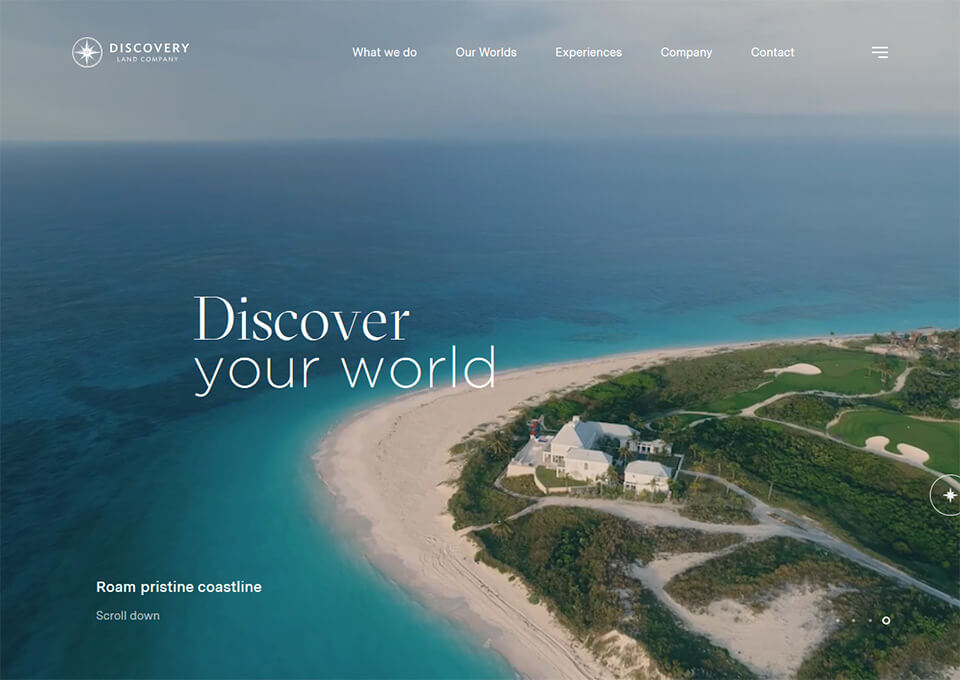 DISCOVERY
LAND COMPANY
What we do
Our Worlds
Experiences
Company
Contact
Discover
your world
Roam pristine coastline
Scroll down